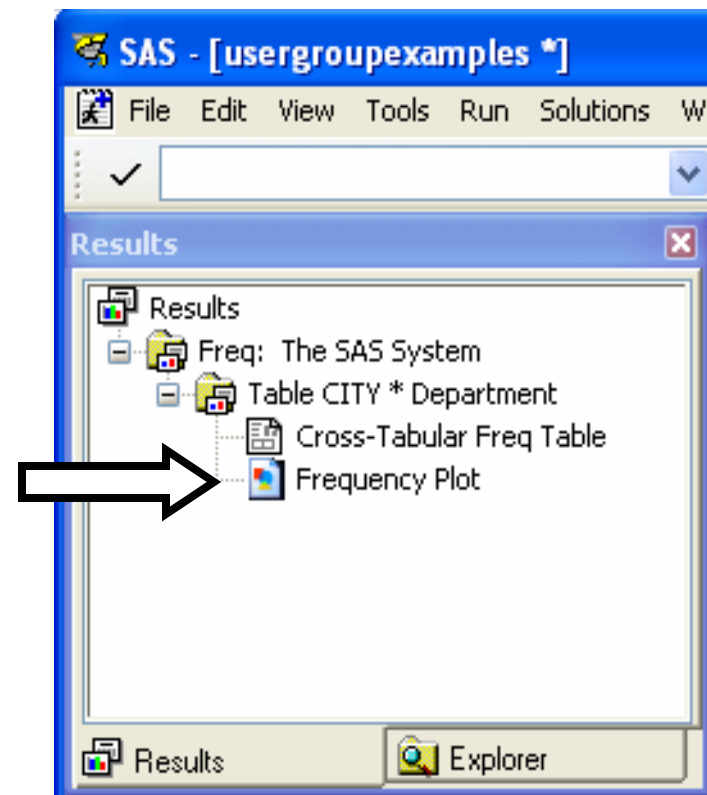 SAS - [usergroupexamples *]
File Edit View Tools Run Solutions W
Results
Results
Freq: The SAS System
Table CITY * Department
Cross-Tabular Freq Table
Frequency Plot
Results Explorer